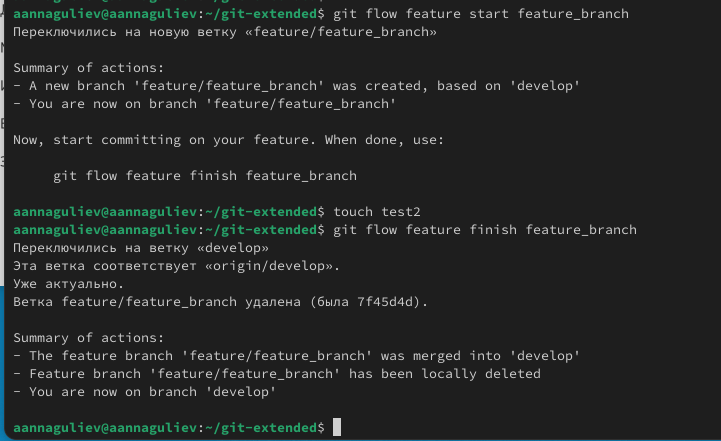 aannaguliev@aannaguliev:~/git-extended$ git flow feature start feature_branch
Переключились на новую ветку «feature/feature_branch»
Summary of actions:
- A new branch 'feature/feature_branch' was created, based on 'develop'
- You are now on branch 'feature/feature_branch'
Now, start committing on your feature. When done, use:
git flow feature finish feature_branch
aannaguliev@aannaguliev:~/git-extended$ touch test2
aannaguliev@aannaguliev:~/git-extended$ git flow feature finish feature_branch
Переключились на ветку «develop»
Эта ветка соответствует «origin/develop».
Уже актуально.
Ветка feature/feature_branch удалена (была 7f45d4d).
Summary of actions:
- The feature branch 'feature/feature_branch' was merged into 'develop'
- Feature branch 'feature/feature_branch' has been locally deleted
- You are now on branch 'develop'
aannaguliev@aannaguliev:~/git-extended$